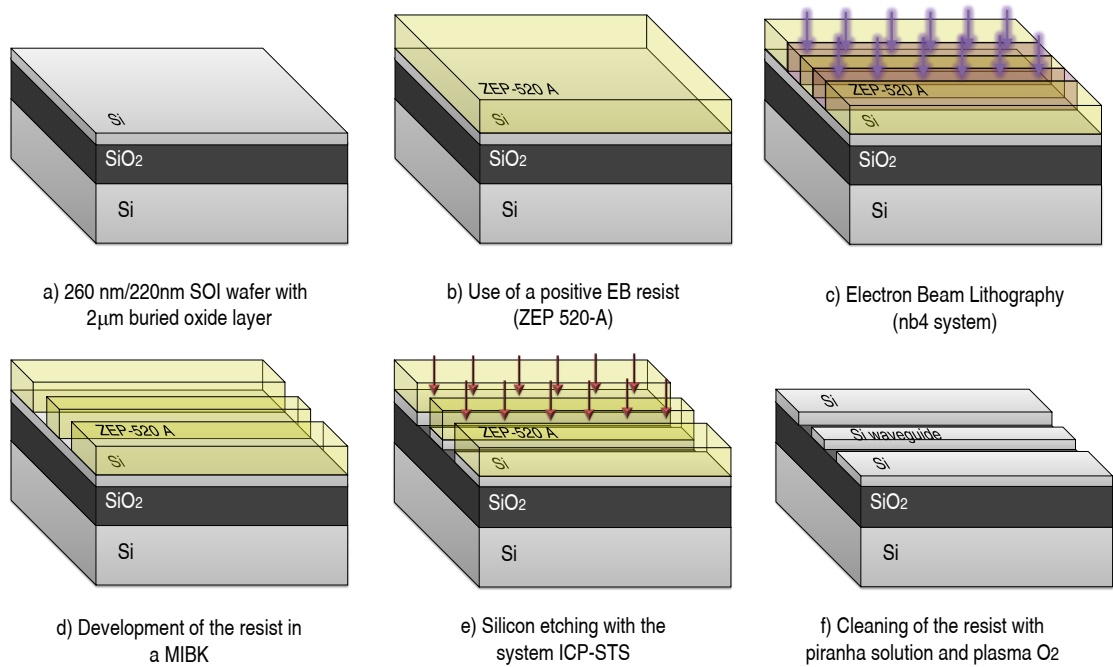 Si
SiO2
Si
a) 260 nm/220nm SOI wafer with
2μm buried oxide layer
ZEP-520 A
Si
SiO2
Si
b) Use of a positive EB resist
(ZEP 520-A)
ZEP-520 A
Si
SiO2
Si
c) Electron Beam Lithography
(nb4 system)
ZEP-520 A
Si
SiO2
Si
d) Development of the resist in
a MIBK
ZEP-520 A
Si
SiO2
Si
e) Silicon etching with the
system ICP-STS
Si
Si waveguide
Si
SiO2
Si
f) Cleaning of the resist with
piranha solution and plasma O2